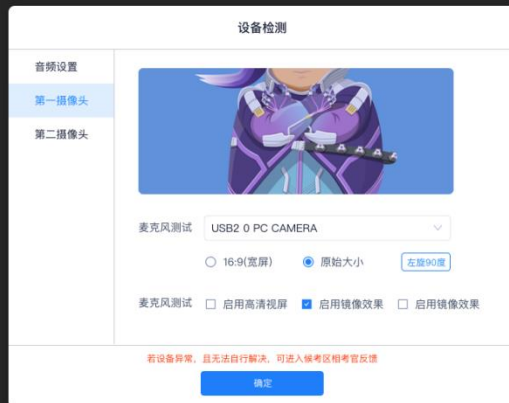 设备检测
音频设置
第一摄像头
第二摄像头
A A A A
麦克风测试 USB2 0 PC CAMERA
16:9(宽屏) 原始大小 左旋90度
麦克风测试 启用高清视屏 启用镜像效果 启用镜像效果
若设备异常、且无法自行解决，可进入候考区相考官反馈
确定